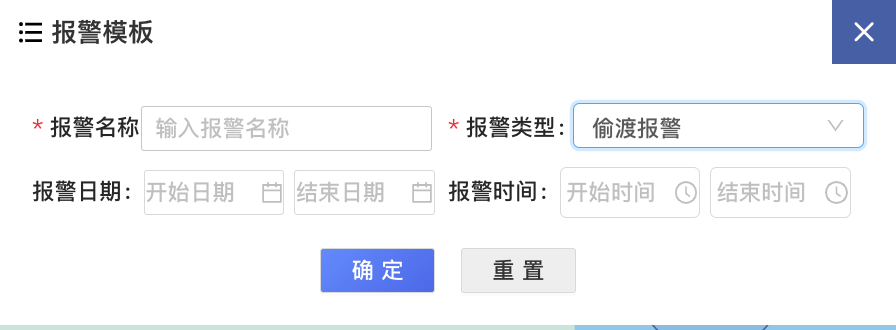 报警模板
* 报警名称 输入报警名称 * 报警类型: 偷渡报警
报警日期: 开始日期 结束日期 报警时间: 开始时间 结束时间
确 定 重 置